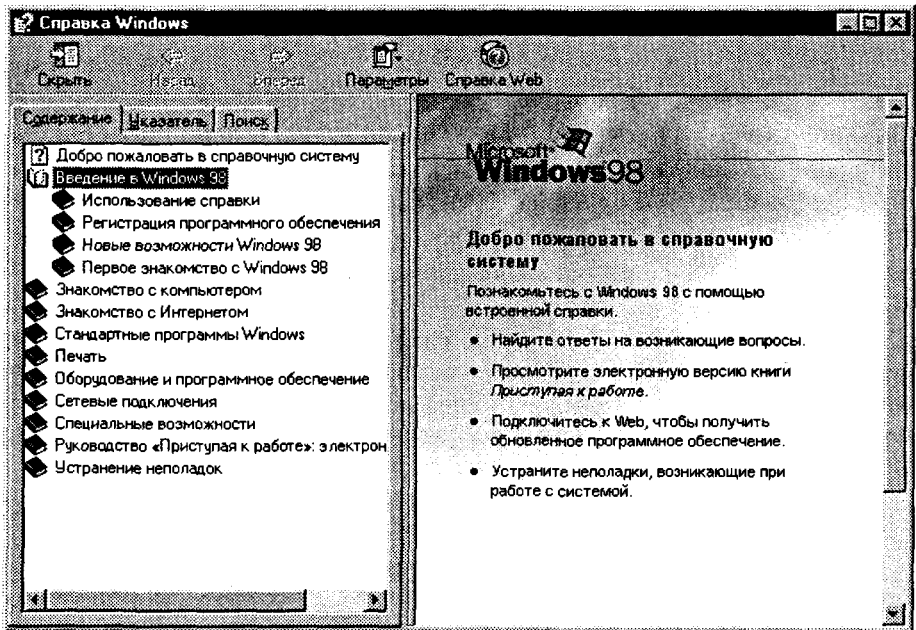 Справка Windows
Скрыть Назад Вперед Параметры Справка Web
Содержание Указатель Поиск
Добро пожаловать в справочную систему
Введение в Windows 98
Использование справки
Регистрация программного обеспечения
Новые возможности Windows 98
Первое знакомство с Windows 98
Знакомство с компьютером
Знакомство с Интернетом
Стандартные программы Windows
Печать
Оборудование и программное обеспечение
Сетевые подключения
Специальные возможности
Руководство «Приступая к работе»: электрон
Устранение неполадок
Microsoft
Windows98
Добро пожаловать в справочную
систему
Познакомьтесь с Windows 98 с помощью
встроенной справки.
• Найдите ответы на возникающие вопросы.
• Просмотрите электронную версию книги
Приступая к работе.
• Подключитесь к Web, чтобы получить
обновленное программное обеспечение.
• Устраните неполадки, возникающие при
работе с системой.